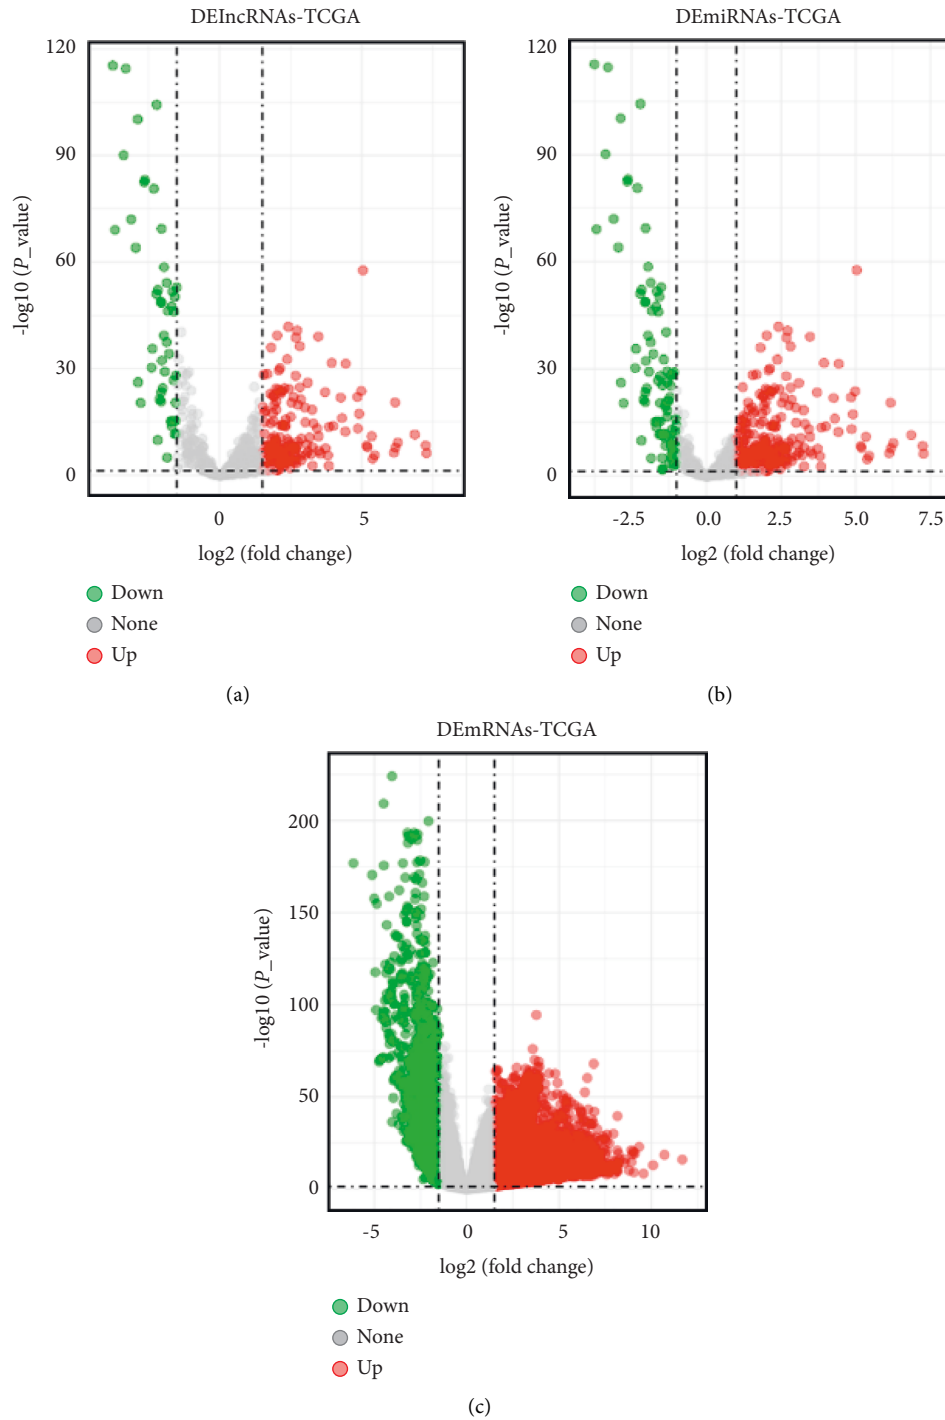 DElncRNAs-TCGA
120
90
60
30
0
-log10 (P_value)
0
5
log2 (fold change)
Down
None
Up
(a)
DEmiRNAs-TCGA
120
90
60
30
0
-log10 (P_value)
-2.5
0.0
2.5
5.0
7.5
log2 (fold change)
Down
None
Up
(b)
DEmRNAs-TCGA
200
150
100
50
0
-log10 (P_value)
-5
0
5
10
log2 (fold change)
Down
None
Up
(c)